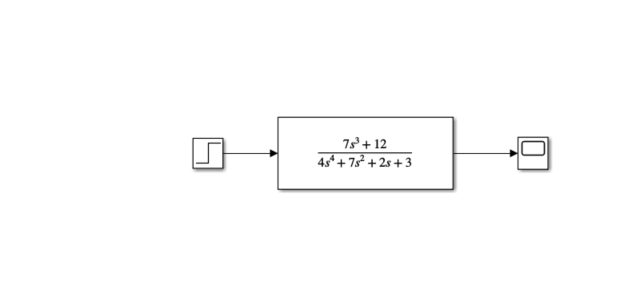 7s³ + 12
4s⁴ + 7s² + 2s + 3